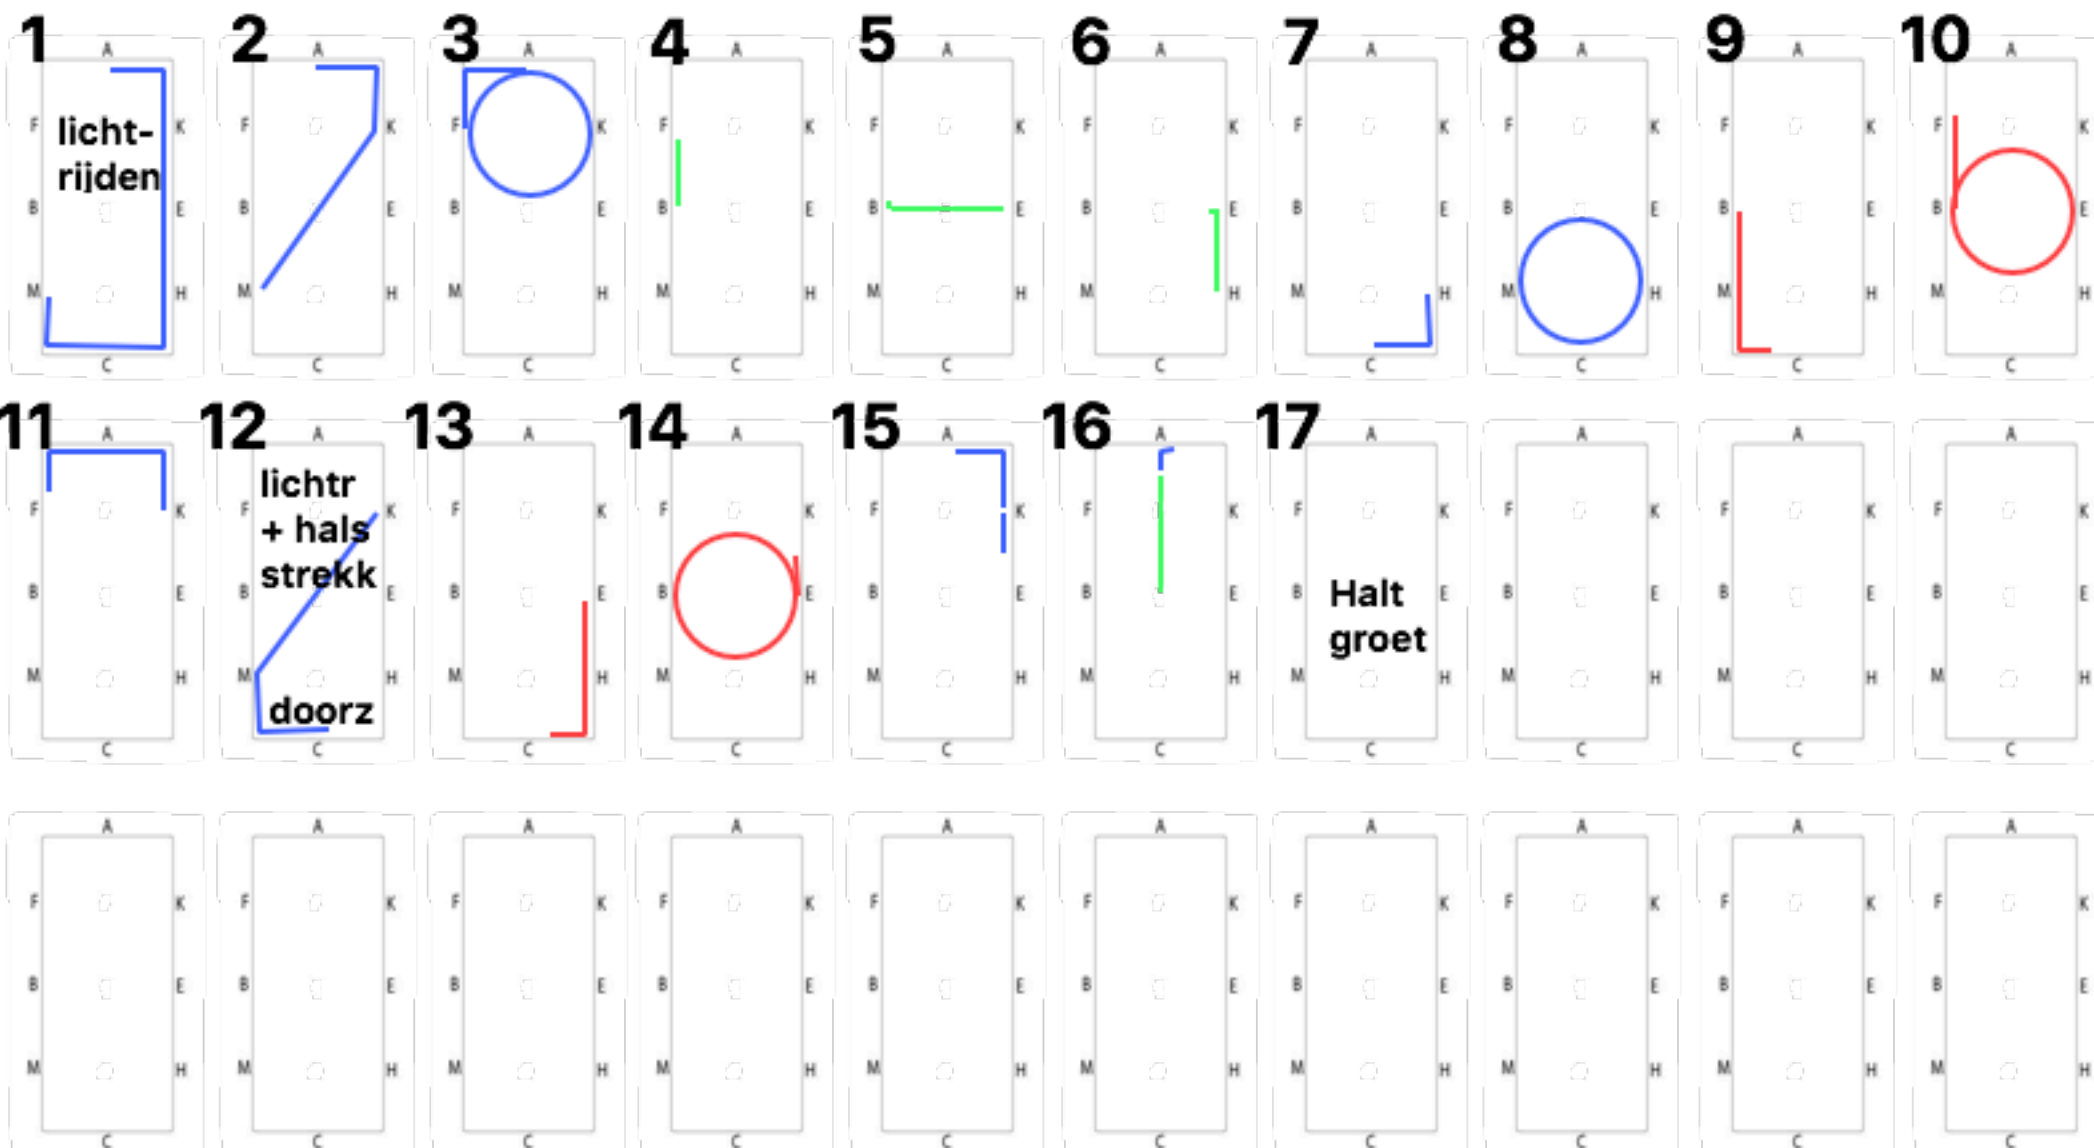 1 2 3 4 5 6 7 8 9 10
A A A A A A A A A A
licht-
rijden
F K F K F K F K F K F K F K F K F K F K
B E B E B E B E B E B E B E B E B E B E
M H M H M H M H M H M H M H M H M H M H
C C C C C C C C C C
11 12 13 14 15 16 17
A A A A A A A A A A
lichtr
+ hals
strekk
F K F K F K F K F K F K F K F K F K F K
B E B E B E B E B E B E B E B E B E B E
Halt
groet
M H M H M H M H M H M H M H M H M H M H
doorz
C C C C C C C C C C
A A A A A A A A A A
F K F K F K F K F K F K F K F K F K F K
B E B E B E B E B E B E B E B E B E B E
M H M H M H M H M H M H M H M H M H M H
C C C C C C C C C C